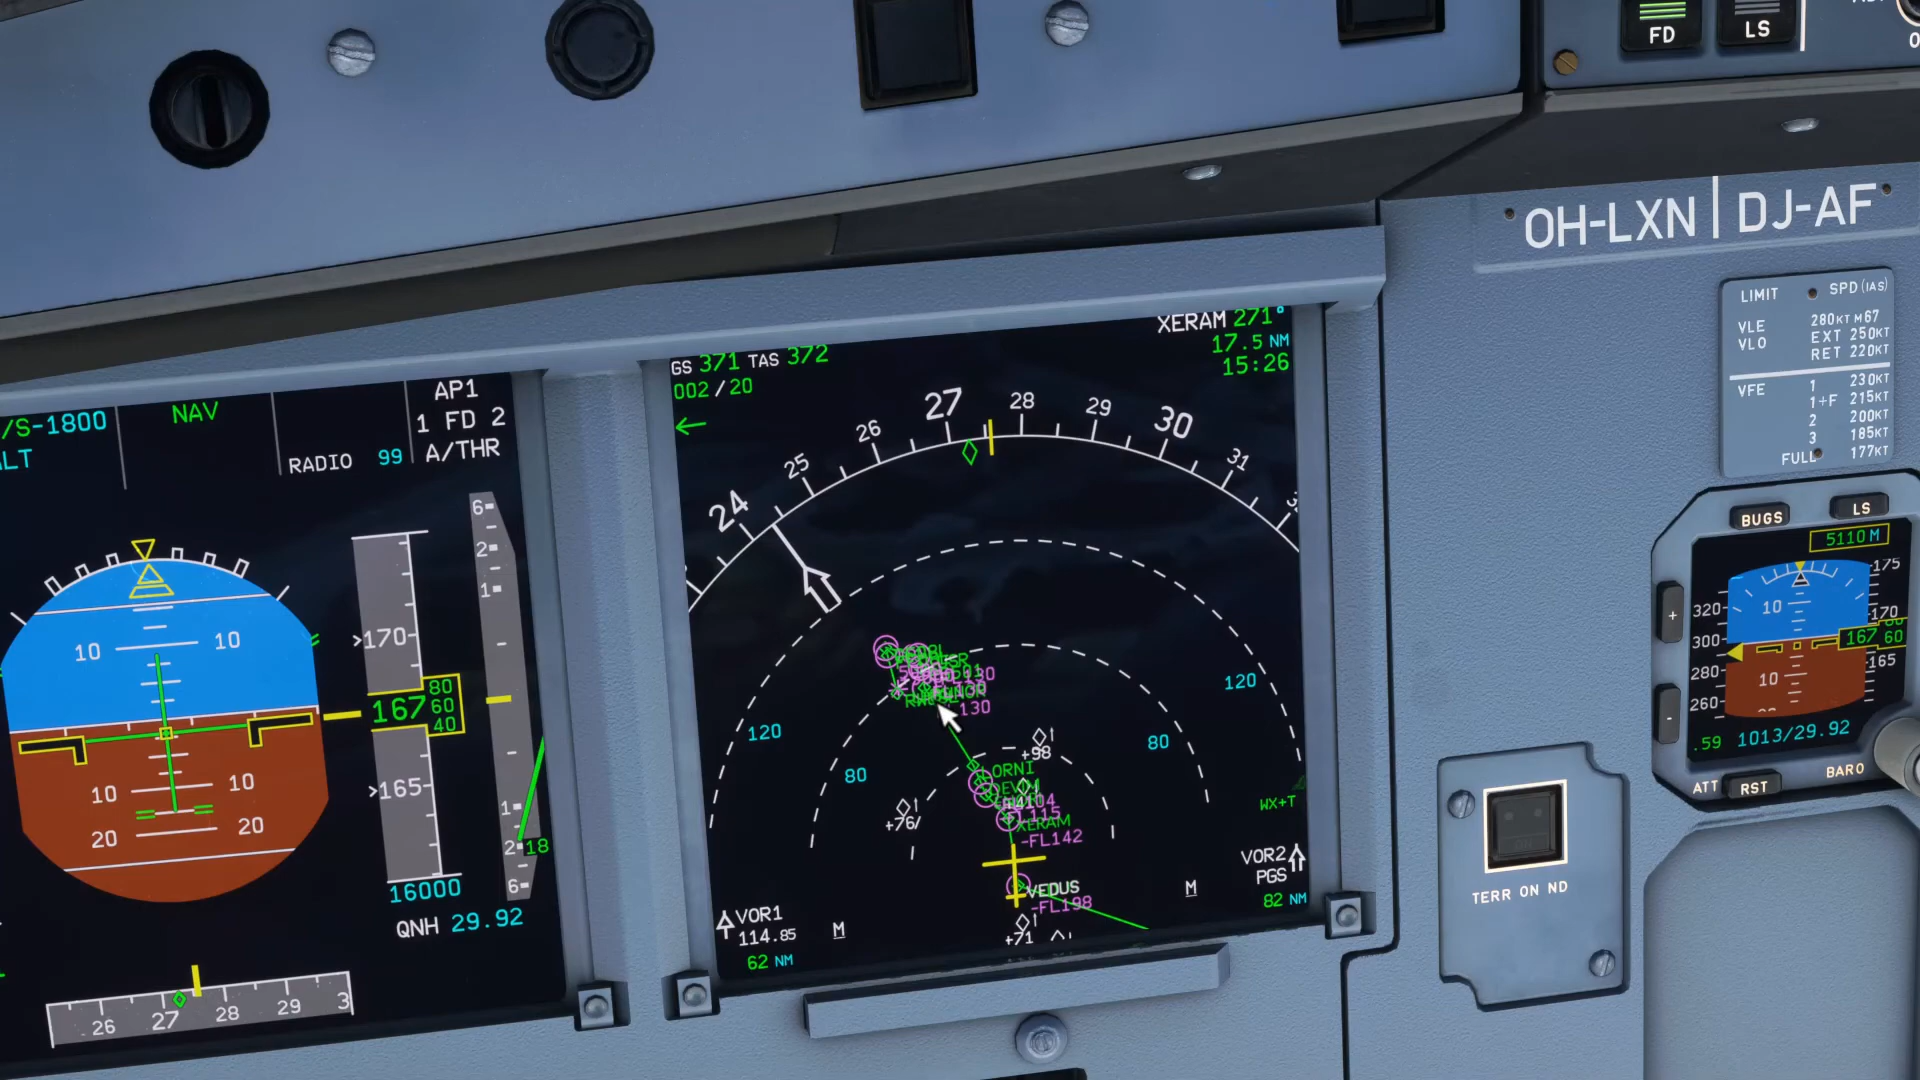 FD
LS
OH-LXN | DJ-AF
LIMIT SPD (IAS)
VLE 280KT M67
VLO EXT 250KT
RET 220KT
VFE 1 230KT
1+F 215KT
2 200KT
3 185KT
FULL 177KT
/S-1800
NAV
AP1
1 FD 2
A/THR
LT
RADIO 99
10 10
10 10
20 20
170
167
80
60
40
165
16000
QNH 29.92
6
2
1
1
2 18
6
26 27 28 29 3
GS 371 TAS 372
002/20
XERAM 271°
17.5 NM
15:26
24 25 26 27 28 29 30 31
120
120
80
80
130
+98
LORNI
+76
XERAM
-FL142
VEDUS
-FL198
+71
WX+T
VOR1
114.85
62 NM
M
M
VOR2
PGS
82 NM
BUGS
LS
5110 M
175
170
165
320
300
280
260
10
10
167 60
.59 1013/29.92
+
-
ATT
RST
BARO
TERR ON ND